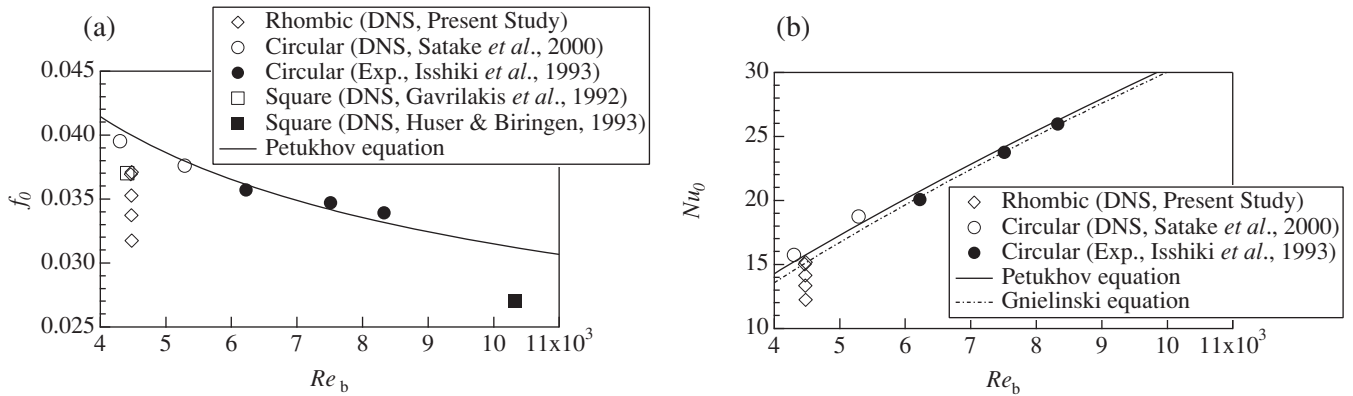 (a)
Rhombic (DNS, Present Study)
Circular (DNS, Satake et al., 2000)
Circular (Exp., Isshiki et al., 1993)
Square (DNS, Gavrilakis et al., 1992)
Square (DNS, Huser & Biringen, 1993)
Petukhov equation
0.045
0.040
0.035
0.030
0.025
f0
4 5 6 7 8 9 10 11x10³
Re b
(b)
30
25
20
15
10
Nu0
Rhombic (DNS, Present Study)
Circular (DNS, Satake et al., 2000)
Circular (Exp., Isshiki et al., 1993)
Petukhov equation
Gnielinski equation
4 5 6 7 8 9 10 11x10³
Re b